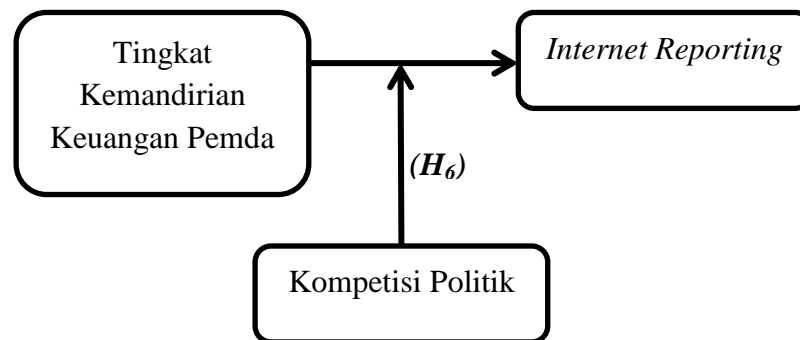 Tingkat
Kemandirian
Keuangan Pemda
Internet Reporting
(H₆)
Kompetisi Politik